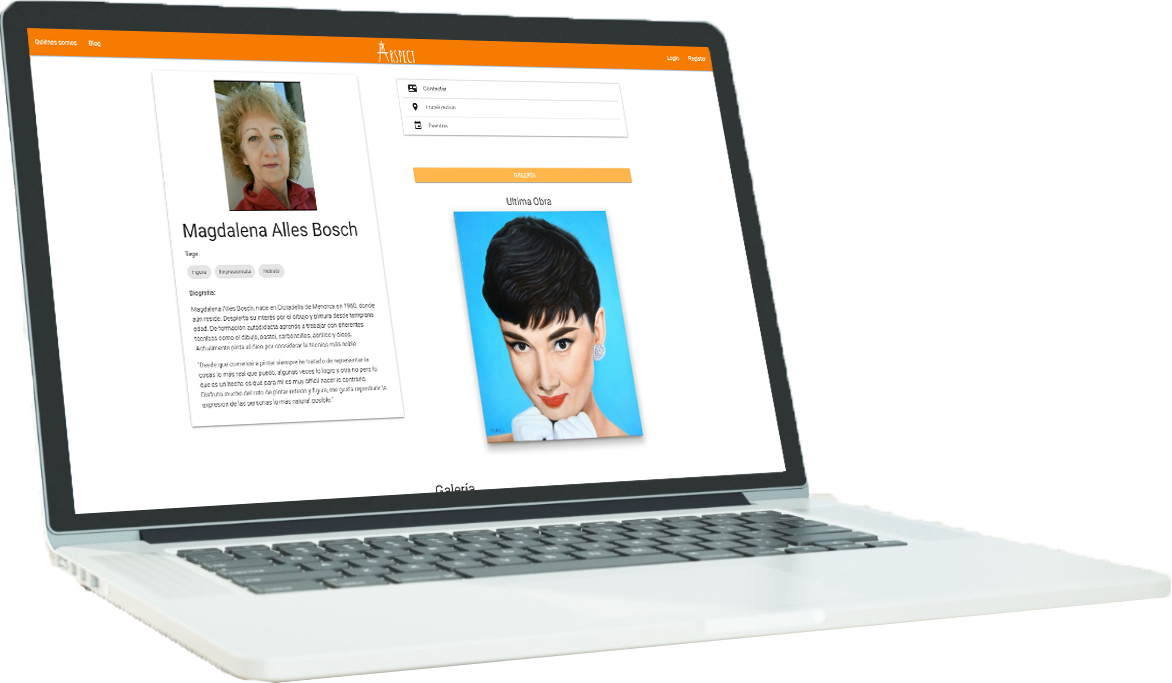 Quiénes somos Blog
ARSPECT
Login Register
Magdalena Alles Bosch
Tags:
Figura Impresionista Retrato
Biografía:
Magdalena Alles Bosch, nace en Ciutadella de Menorca en 1960, donde
aún reside. Despierta su interés por el dibujo y pintura desde temprana
edad. De formación autodidacta aprende a trabajar con diferentes
técnicas como el dibujo, pastel, carboncillos, acrílico y óleos.
Actualmente pinta al óleo por considerar la técnica más noble.
"Desde que comencé a pintar siempre he tratado de representar la
cosas lo más real que puedo, algunas veces lo logro y otra no pero lo
que es un hecho es que para mí es muy difícil hacer lo contrario.
Disfruto mucho del reto de pintar retratos y figura, me gusta reproducir la
expresión de las personas lo más natural posible."
Contactar
Localización
Eventos
GALERÍA
Ultima Obra
Galería